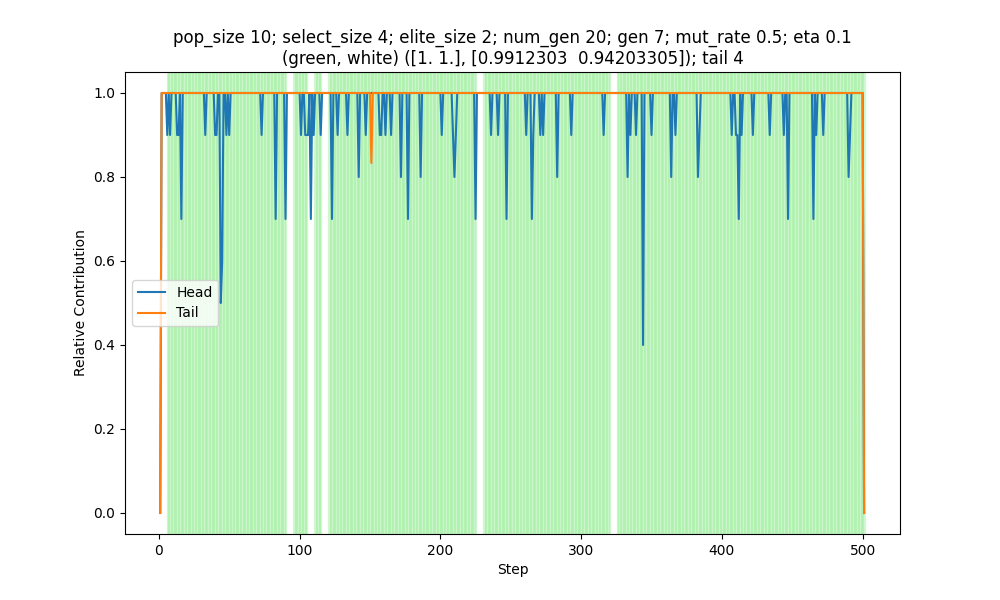 pop_size 10; select_size 4; elite_size 2; num_gen 20; gen 7; mut_rate 0.5; eta 0.1
(green, white) ([1. 1.], [0.9912303  0.94203305]); tail 4
1.0
0.8
0.6
0.4
0.2
0.0
Relative Contribution
Head
Tail
0
100
200
300
400
500
Step